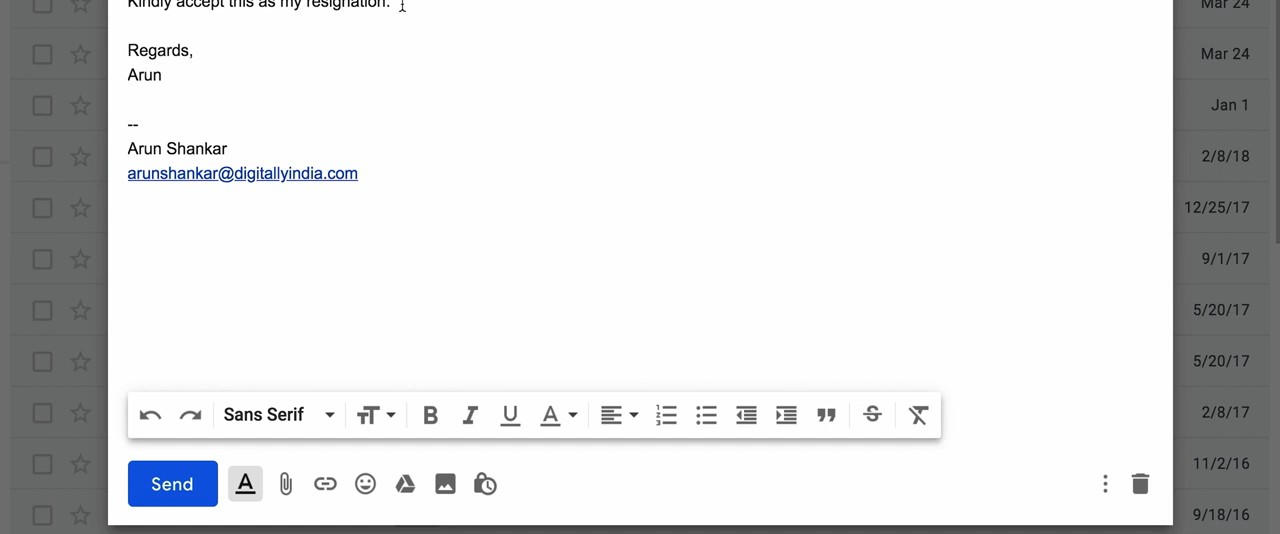 Kindly accept this as my resignation.
Mar 24
Regards,
Mar 24
Arun
Jan 1
--
Arun Shankar
2/8/18
arunshankar@digitallyindia.com
12/25/17
9/1/17
5/20/17
5/20/17
Sans Serif
2/8/17
11/2/16
Send
9/18/16